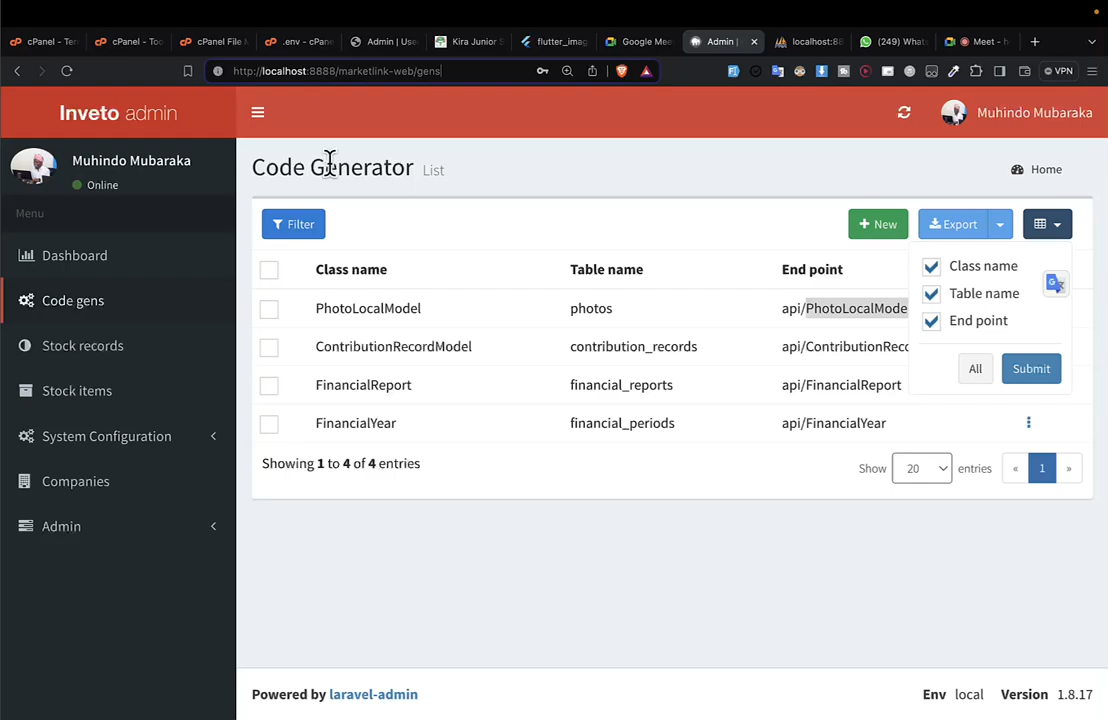 cPanel - Ter
cPanel - Too
cPanel File M
.env - cPane
Admin | Use
Kira Junior S
flutter_imag
Google Mee
Admin |
localhost:88
(249) Whats
Meet - h
http://localhost:8888/marketlink-web/gens
VPN
Inveto admin
Muhindo Mubaraka
Muhindo Mubaraka
Online
Menu
Dashboard
Code gens
Stock records
Stock items
System Configuration
Companies
Admin
Code Generator List
Home
Filter
New
Export
Class name
Table name
End point
PhotoLocalModel
photos
api/PhotoLocalMode
ContributionRecordModel
contribution_records
api/ContributionReco
FinancialReport
financial_reports
api/FinancialReport
FinancialYear
financial_periods
api/FinancialYear
Class name
Table name
End point
All
Submit
Showing 1 to 4 of 4 entries
Show 20 entries
« 1 »
Powered by laravel-admin
Env local Version 1.8.17